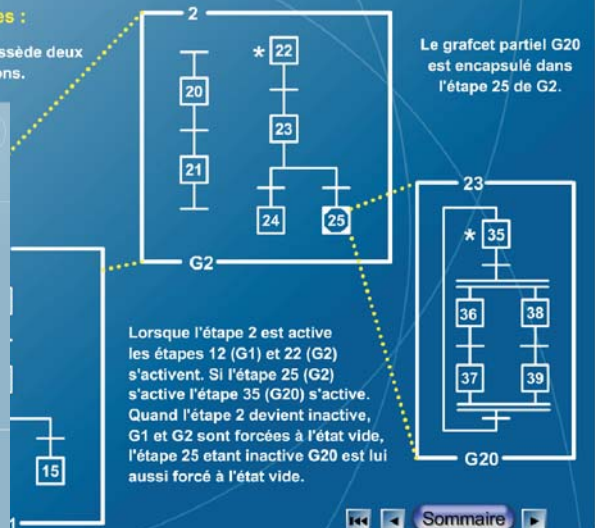 es :
ssède deux
ons.
2
20
21
* 22
23
24
25
G2
Le grafcet partiel G20
est encapsulé dans
l'étape 25 de G2.
23
* 35
36
38
37
39
G20
Lorsque l'étape 2 est active
les étapes 12 (G1) et 22 (G2)
s'activent. Si l'étape 25 (G2)
s'active l'étape 35 (G20) s'active.
Quand l'étape 2 devient inactive,
G1 et G2 sont forcées à l'état vide,
l'étape 25 etant inactive G20 est lui
aussi forcé à l'état vide.
15
1
Sommaire